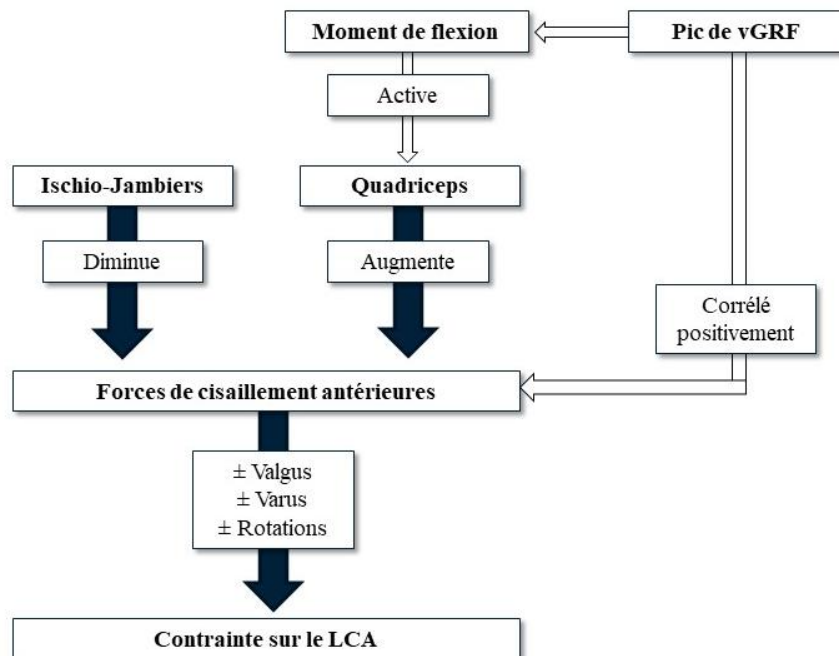 Moment de flexion
Pic de vGRF
Active
Ischio-Jambiers
Quadriceps
Diminue
Augmente
Corrélé
positivement
Forces de cisaillement antérieures
± Valgus
± Varus
± Rotations
Contrainte sur le LCA